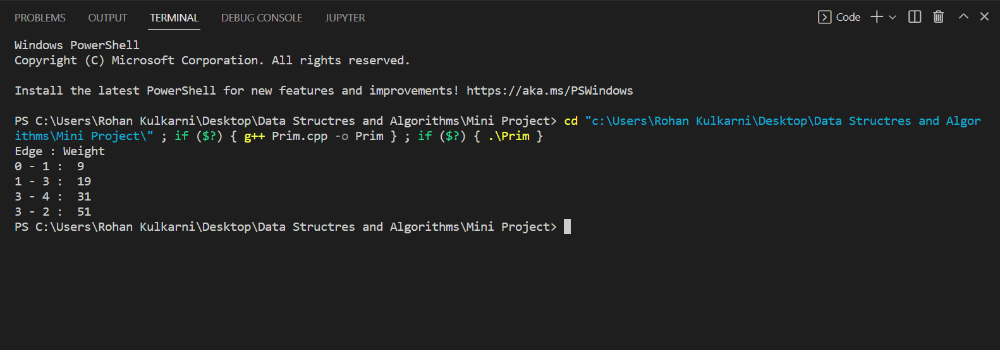 PROBLEMS OUTPUT TERMINAL DEBUG CONSOLE JUPYTER Code
Windows PowerShell
Copyright (C) Microsoft Corporation. All rights reserved.
Install the latest PowerShell for new features and improvements! https://aka.ms/PSWindows
PS C:\Users\Rohan Kulkarni\Desktop\Data Structres and Algorithms\Mini Project> cd "c:\Users\Rohan Kulkarni\Desktop\Data Structres and Algor
ithms\Mini Project\" ; if ($?) { g++ Prim.cpp -o Prim } ; if ($?) { .\Prim }
Edge : Weight
0 - 1 :  9
1 - 3 :  19
3 - 4 :  31
3 - 2 :  51
PS C:\Users\Rohan Kulkarni\Desktop\Data Structres and Algorithms\Mini Project>